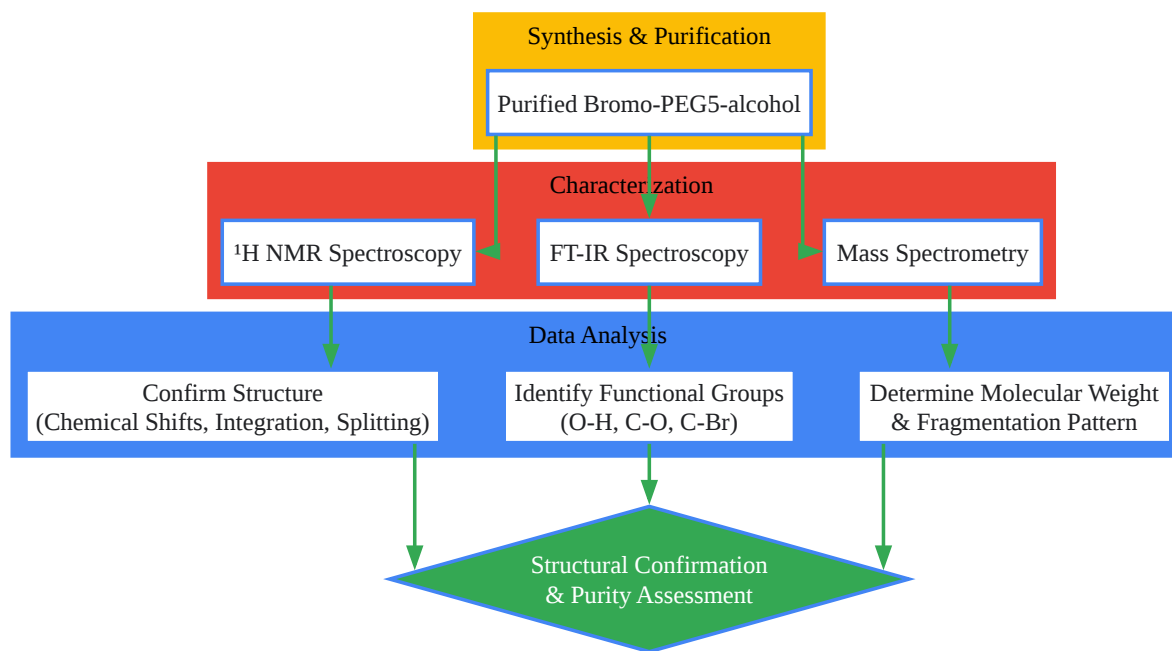 Synthesis & Purification
Purified Bromo-PEG5-alcohol
Characterization
¹H NMR Spectroscopy
FT-IR Spectroscopy
Mass Spectrometry
Data Analysis
Confirm Structure
(Chemical Shifts, Integration, Splitting)
Identify Functional Groups
(O-H, C-O, C-Br)
Determine Molecular Weight
& Fragmentation Pattern
Structural Confirmation
& Purity Assessment